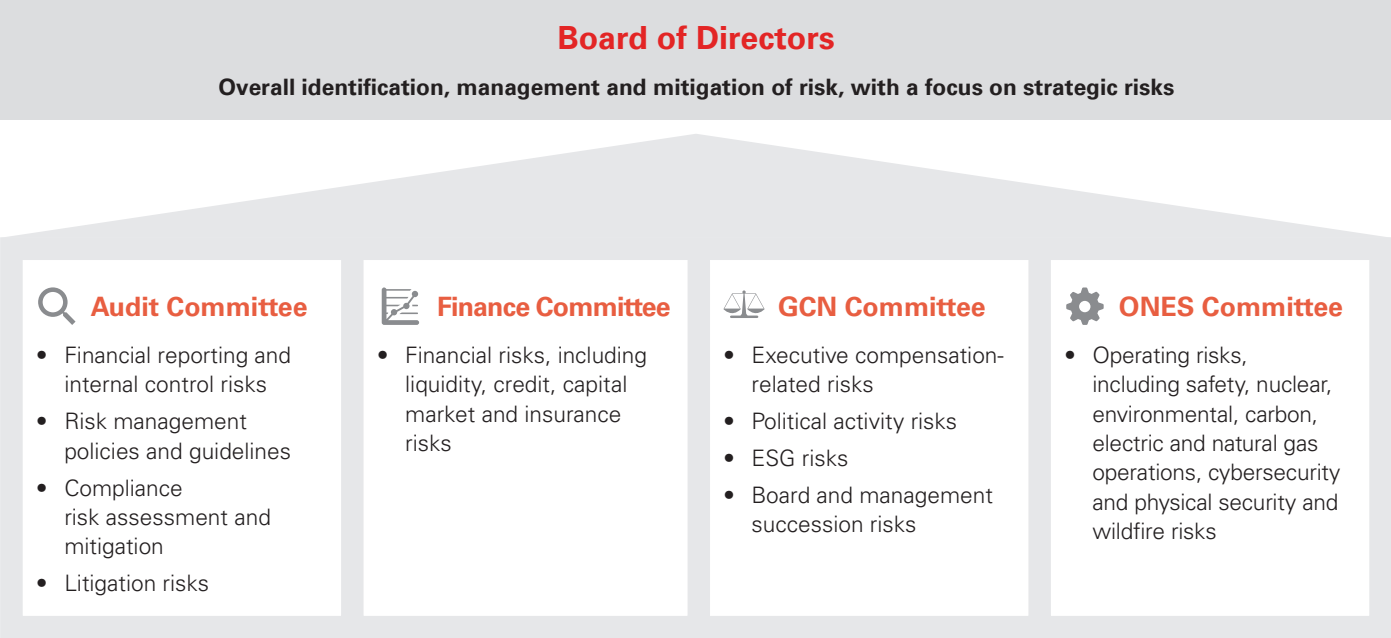 Board of Directors
Overall identification, management and mitigation of risk, with a focus on strategic risks
Audit Committee
• Financial reporting and
internal control risks
• Risk management
policies and guidelines
• Compliance
risk assessment and
mitigation
• Litigation risks
Finance Committee
• Financial risks, including
liquidity, credit, capital
market and insurance
risks
GCN Committee
• Executive compensation-
related risks
• Political activity risks
• ESG risks
• Board and management
succession risks
ONES Committee
• Operating risks,
including safety, nuclear,
environmental, carbon,
electric and natural gas
operations, cybersecurity
and physical security and
wildfire risks